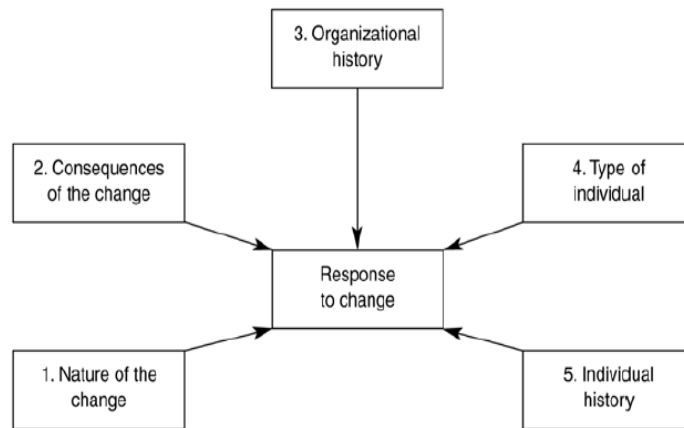 3. Organizational
history
2. Consequences
of the change
4. Type of
individual
Response
to change
1. Nature of the
change
5. Individual
history